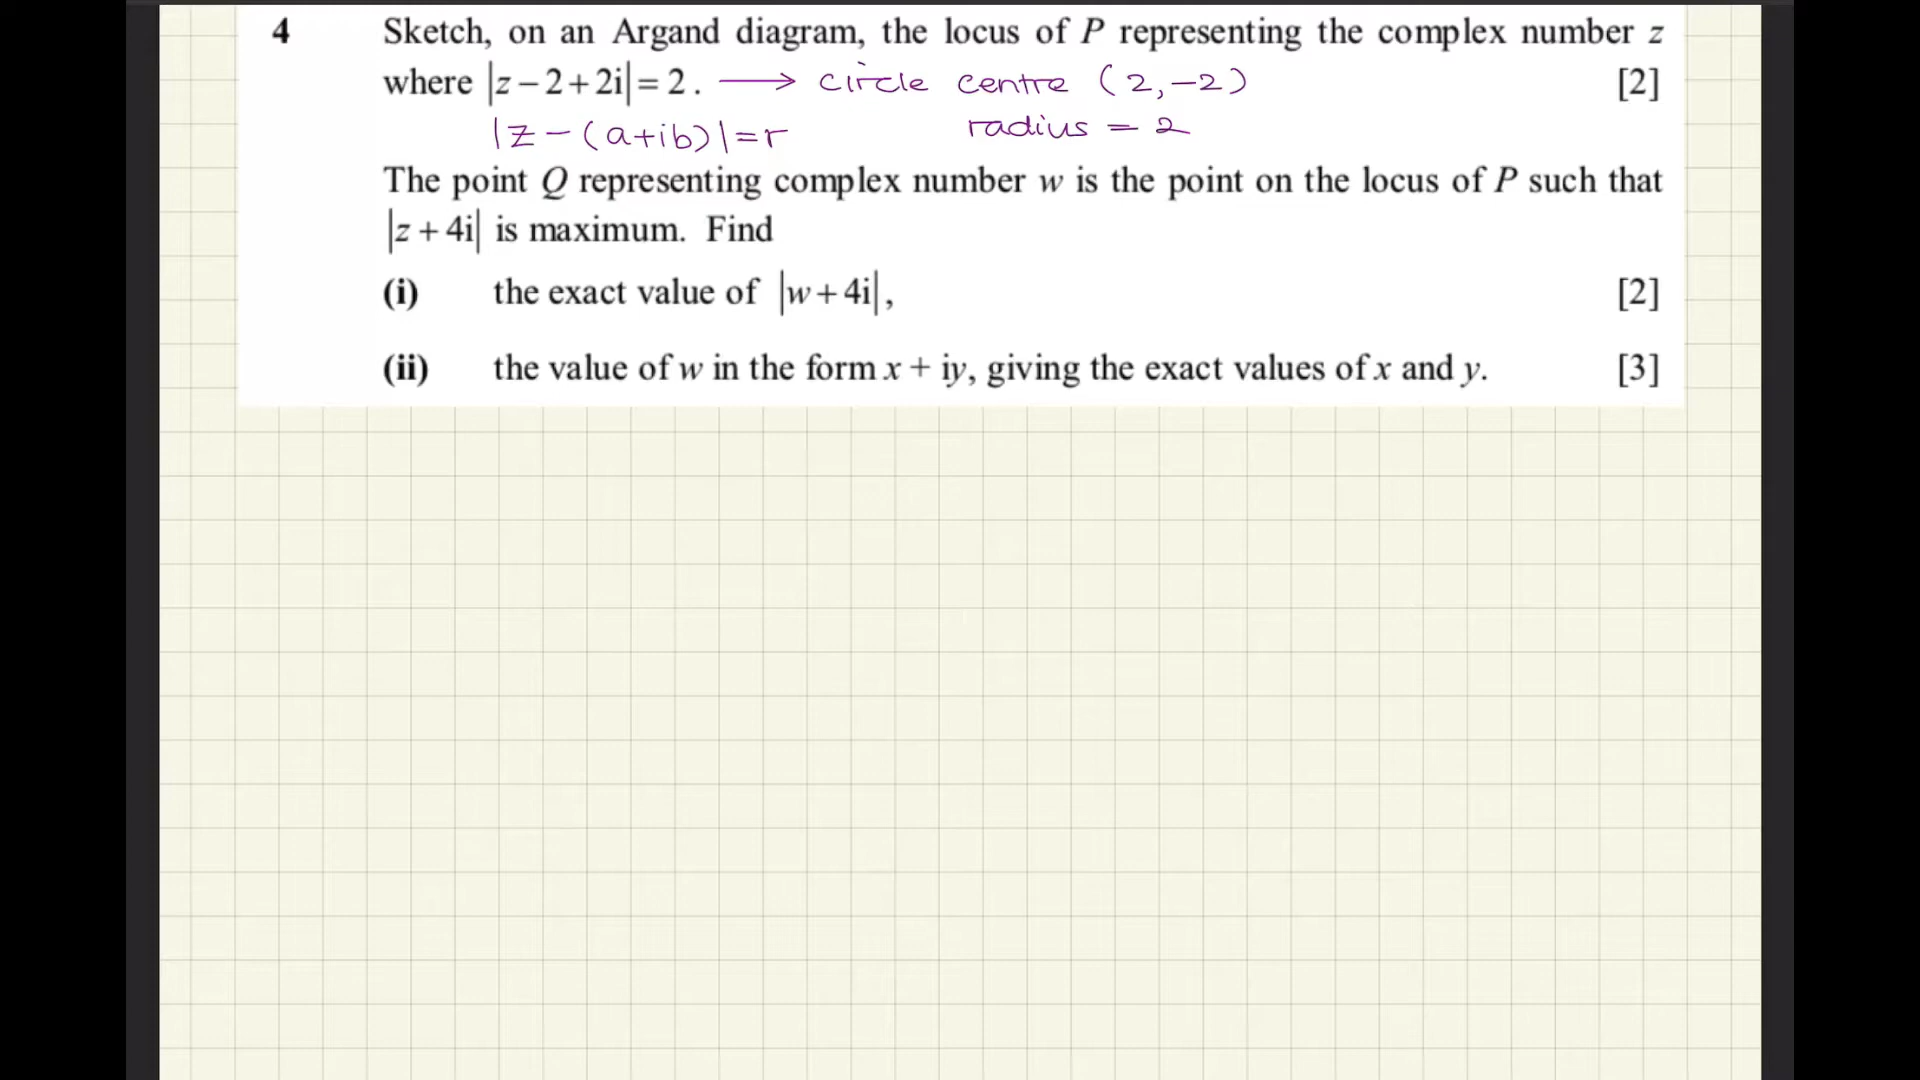 4 Sketch, on an Argand diagram, the locus of P representing the complex number z
where |z − 2 + 2i| = 2. ⟶ circle centre (2, −2) [2]
|z − (a+ib)| = r radius = 2
The point Q representing complex number w is the point on the locus of P such that
|z + 4i| is maximum. Find
(i) the exact value of |w + 4i|, [2]
(ii) the value of w in the form x + iy, giving the exact values of x and y. [3]